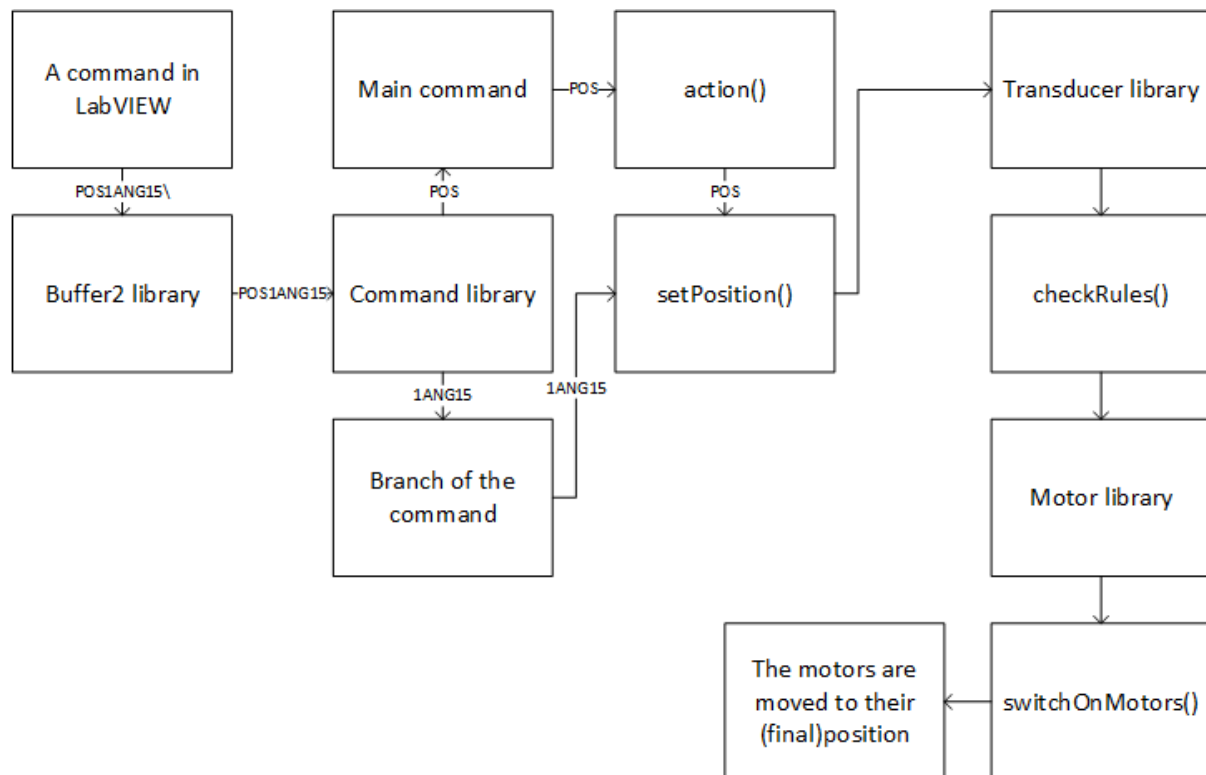 A command in
LabVIEW
Main command
POS
action()
Transducer library
POS1ANG15\
POS
POS
Buffer2 library
POS1ANG15
Command library
setPosition()
checkRules()
1ANG15
1ANG15
Branch of the
command
Motor library
The motors are
moved to their
(final)position
switchOnMotors()